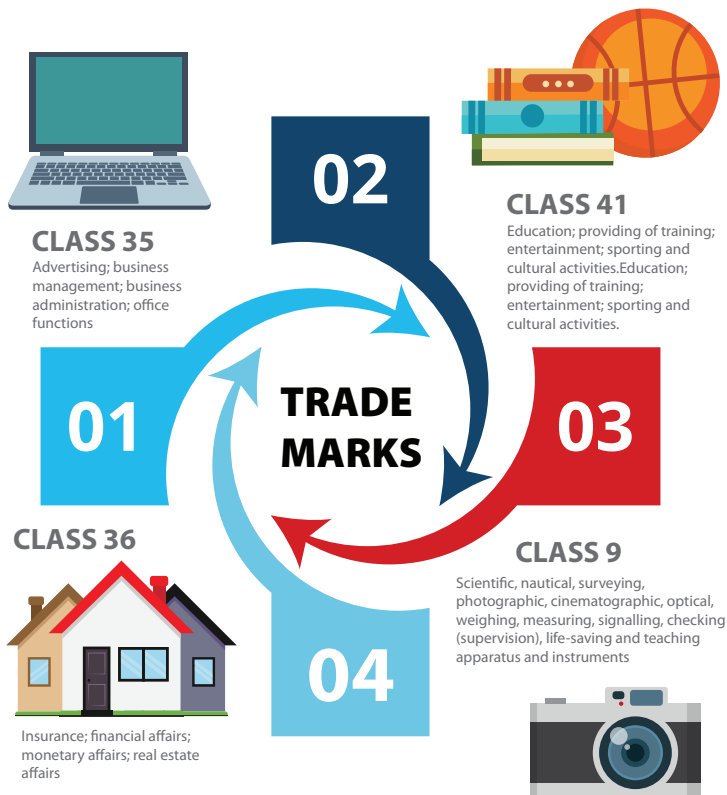 CLASS 35
Advertising; business
management; business
administration; office
functions
02
CLASS 41
Education; providing of training;
entertainment; sporting and
cultural activities.Education;
providing of training;
entertainment; sporting and
cultural activities.
01
TRADE
MARKS
03
CLASS 36
Insurance; financial affairs;
monetary affairs; real estate
affairs
04
CLASS 9
Scientific, nautical, surveying,
photographic, cinematographic, optical,
weighing, measuring, signalling, checking
(supervision), life-saving and teaching
apparatus and instruments